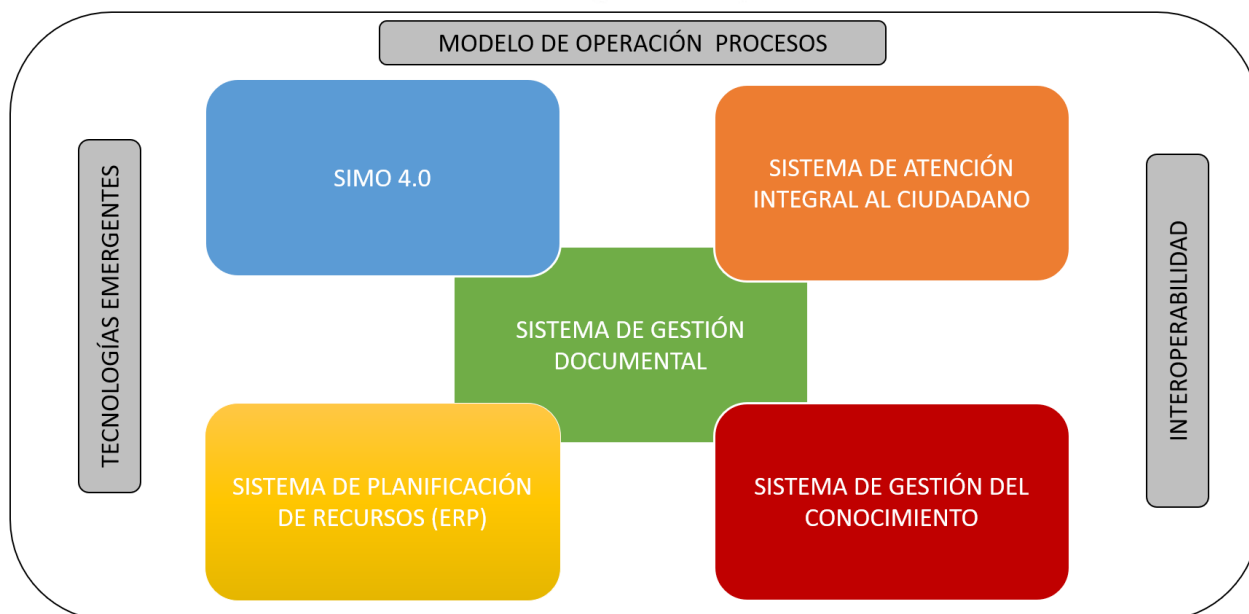 MODELO DE OPERACIÓN  PROCESOS
TECNOLOGÍAS EMERGENTES
SIMO 4.0
SISTEMA DE ATENCIÓN
INTEGRAL AL CIUDADANO
INTEROPERABILIDAD
SISTEMA DE GESTIÓN
DOCUMENTAL
SISTEMA DE PLANIFICACIÓN
DE RECURSOS (ERP)
SISTEMA DE GESTIÓN DEL
CONOCIMIENTO